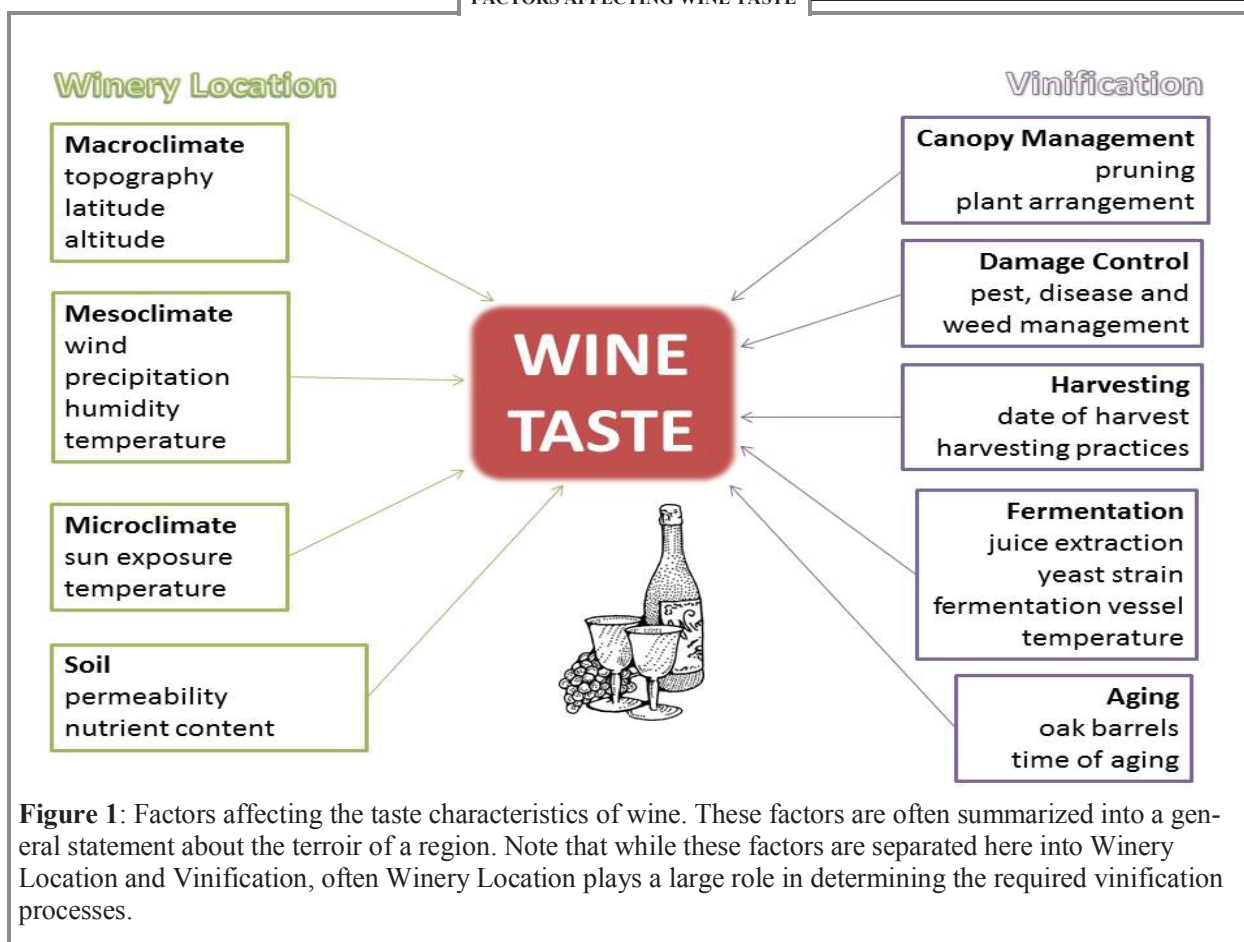 FACTORS AFFECTING WINE TASTE
Winery Location
Macroclimate
topography
latitude
altitude
Mesoclimate
wind
precipitation
humidity
temperature
Microclimate
sun exposure
temperature
Soil
permeability
nutrient content
WINE
TASTE
Vinification
Canopy Management
pruning
plant arrangement
Damage Control
pest, disease and
weed management
Harvesting
date of harvest
harvesting practices
Fermentation
juice extraction
yeast strain
fermentation vessel
temperature
Aging
oak barrels
time of aging
Figure 1: Factors affecting the taste characteristics of wine. These factors are often summarized into a gen-
eral statement about the terroir of a region. Note that while these factors are separated here into Winery
Location and Vinification, often Winery Location plays a large role in determining the required vinification
processes.